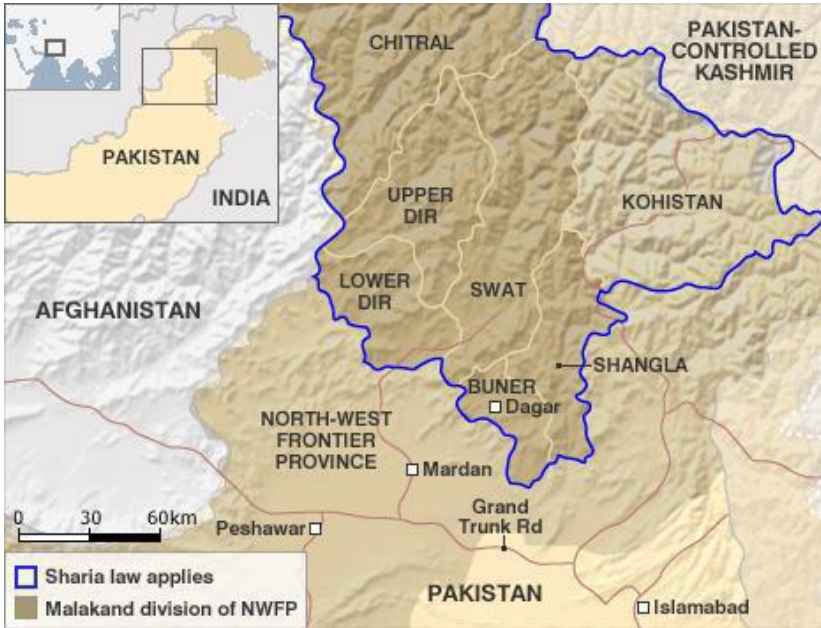 CHITRAL
PAKISTAN-
CONTROLLED
KASHMIR
PAKISTAN
INDIA
UPPER
DIR
KOHISTAN
LOWER
DIR
SWAT
AFGHANISTAN
SHANGLA
BUNER
Dagar
NORTH-WEST
FRONTIER
PROVINCE
Mardan
Grand
Trunk Rd
0 30 60km
Peshawar
Sharia law applies
PAKISTAN
Malakand division of NWFP
Islamabad